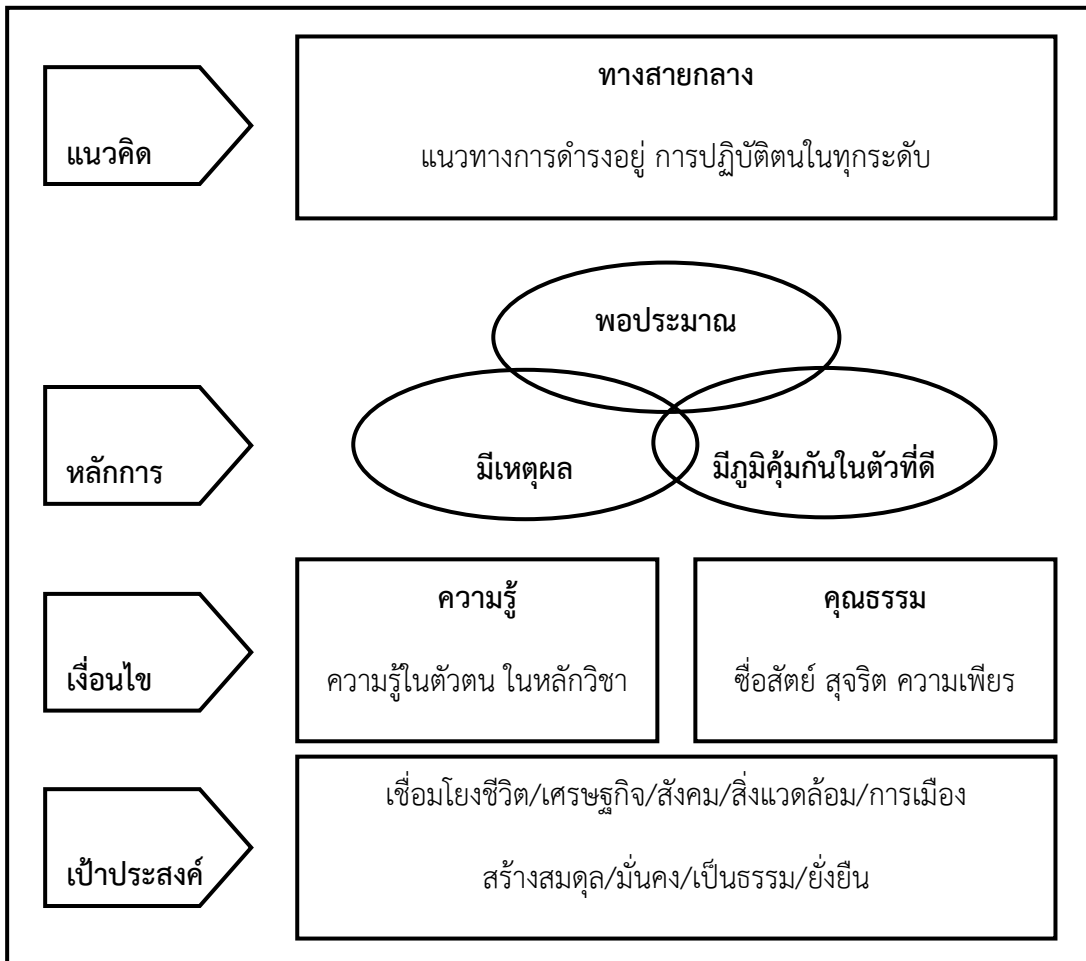 แนวคิด
ทางสายกลาง
แนวทางการดำรงอยู่ การปฏิบัติตนในทุกระดับ
หลักการ
พอประมาณ
มีเหตุผล
มีภูมิคุ้มกันในตัวที่ดี
เงื่อนไข
ความรู้
ความรู้ในตัวตน ในหลักวิชา
คุณธรรม
ซื่อสัตย์ สุจริต ความเพียร
เป้าประสงค์
เชื่อมโยงชีวิต/เศรษฐกิจ/สังคม/สิ่งแวดล้อม/การเมือง
สร้างสมดุล/มั่นคง/เป็นธรรม/ยั่งยืน